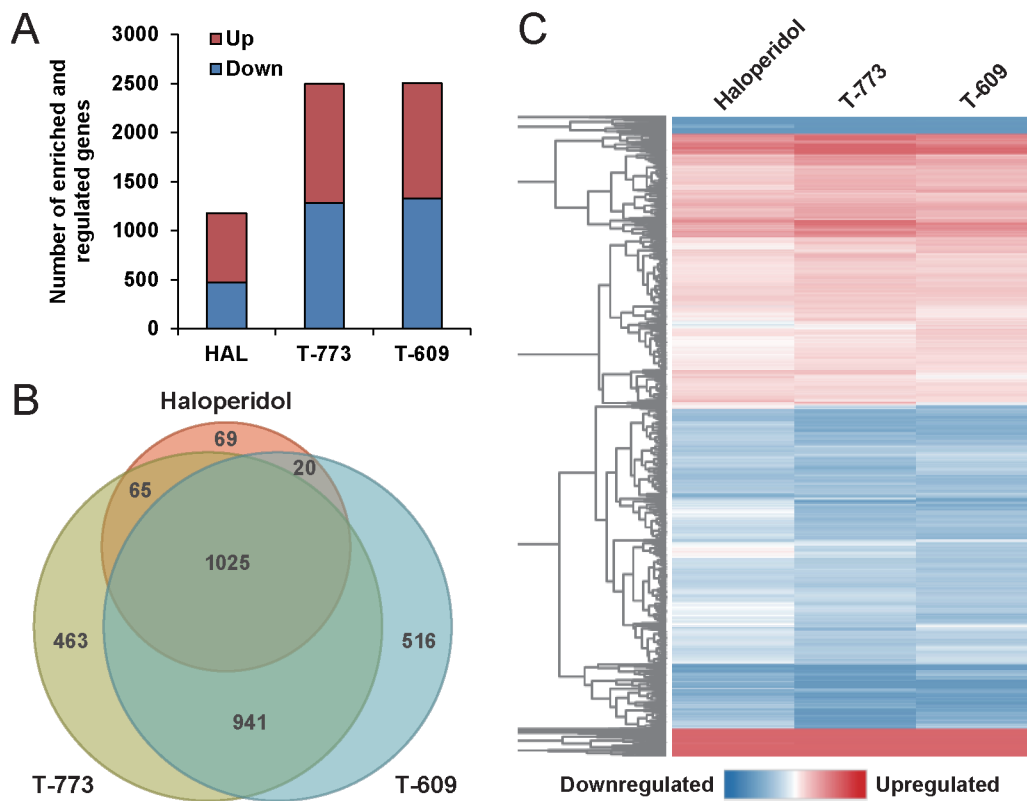 A
Number of enriched and
regulated genes
3000
2500
2000
1500
1000
500
0
Up
Down
HAL T-773 T-609
B
Haloperidol
69
20
65
1025
463
516
941
T-773 T-609
C
Haloperidol
T-773
T-609
Downregulated Upregulated